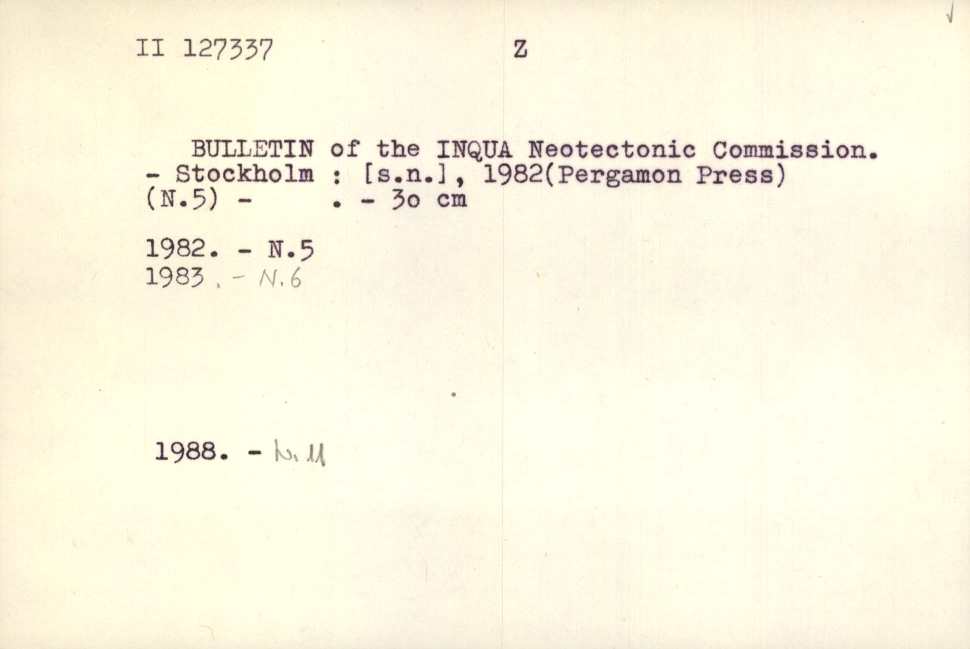 II 127337 Z
BULLETIN of the INQUA Neotectonic Commission.
- Stockholm : [s.n.], 1982(Pergamon Press)
(N.5) - . - 30 cm
1982. - N.5
1983. - N.6
1988. - N. 11